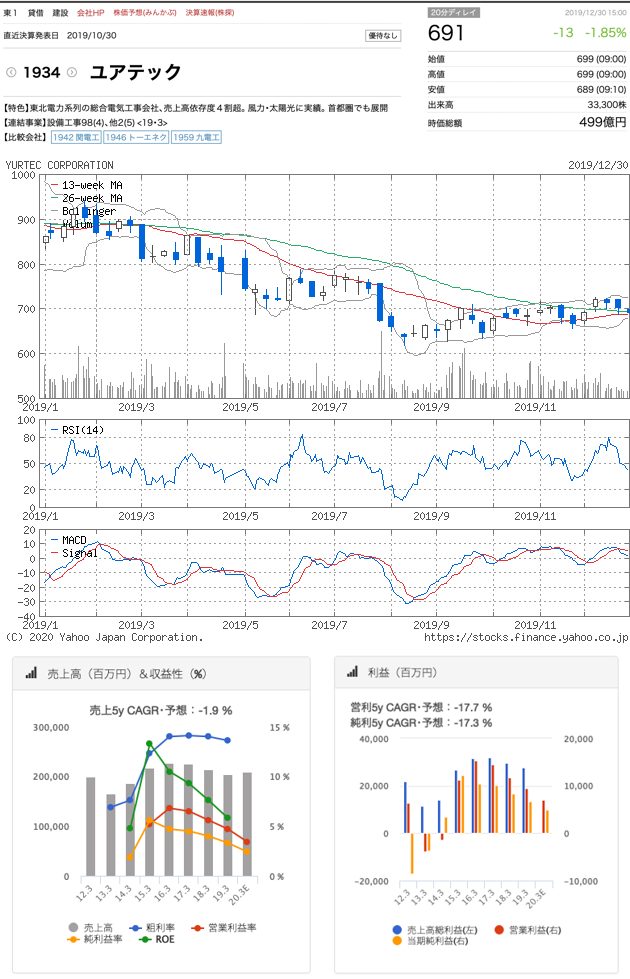 東1 貸借 建設 会社HP 株価予想(みんかぶ) 決算速報(株探)
直近決算発表日 2019/10/30
優待なし
1934 ユアテック
【特色】東北電力系列の総合電気工事会社、売上高依存度4割超。風力・太陽光に実績。首都圏でも展開
【連結事業】設備工事98(4)、他2(5) <19・3>
【比較会社】 1942 関電工 1946 トーエネク 1959 九電工
20分ディレイ 2019/12/30 15:00
691 -13 -1.85%
始値 699 (09:00)
高値 699 (09:00)
安値 689 (09:10)
出来高 33,300株
時価総額 499億円
YURTEC CORPORATION 2019/12/30
1000
900
800
700
600
500
13-week MA
26-week MA
Bollinger
Volume
2019/1 2019/3 2019/5 2019/7 2019/9 2019/11
100
80
50
20
0
RSI(14)
2019/1 2019/3 2019/5 2019/7 2019/9 2019/11
20
10
0
-10
-20
-30
-40
MACD
Signal
2019/1 2019/3 2019/5 2019/7 2019/9 2019/11
(C) 2020 Yahoo Japan Corporation. https://stocks.finance.yahoo.co.jp
売上高（百万円）＆収益性（%）
売上5y CAGR・予想：-1.9 %
300,000 15 %
200,000 10 %
100,000 5 %
0 0 %
12.3 13.3 14.3 15.3 16.3 17.3 18.3 19.3 20.3E
売上高 粗利率 営業利益率
純利益率 ROE
利益（百万円）
営利5y CAGR・予想：-17.7 %
純利5y CAGR・予想：-17.3 %
40,000 20,000
20,000 10,000
0 0
-20,000 -10,000
12.3 13.3 14.3 15.3 16.3 17.3 18.3 19.3 20.3E
売上高総利益(左) 営業利益(右)
当期純利益(右)